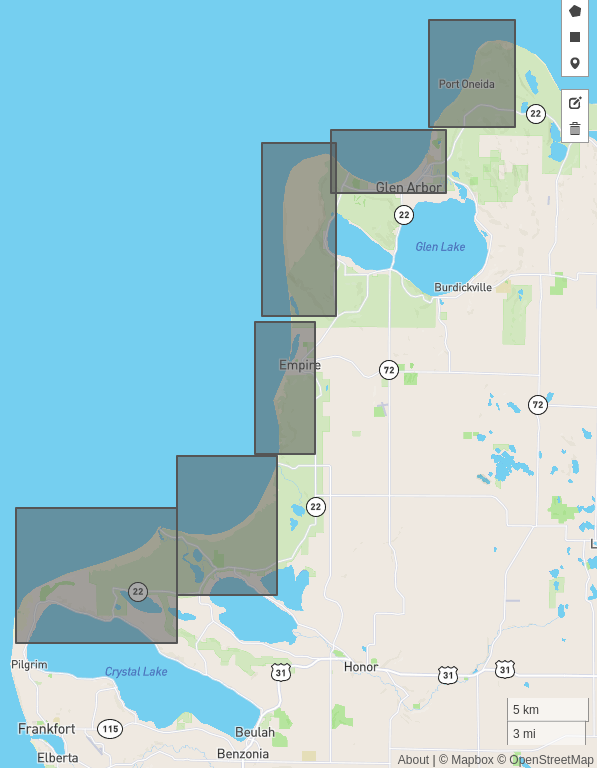 Port Oneida
22
Glen Arbor
22
Glen Lake
Burdickville
Empire
72
72
22
22
Pilgrim
Crystal Lake
31
Honor
31
31
Frankfort
115
Beulah
Benzonia
Elberta
L
5 km
3 mi
About | © Mapbox © OpenStreetMap